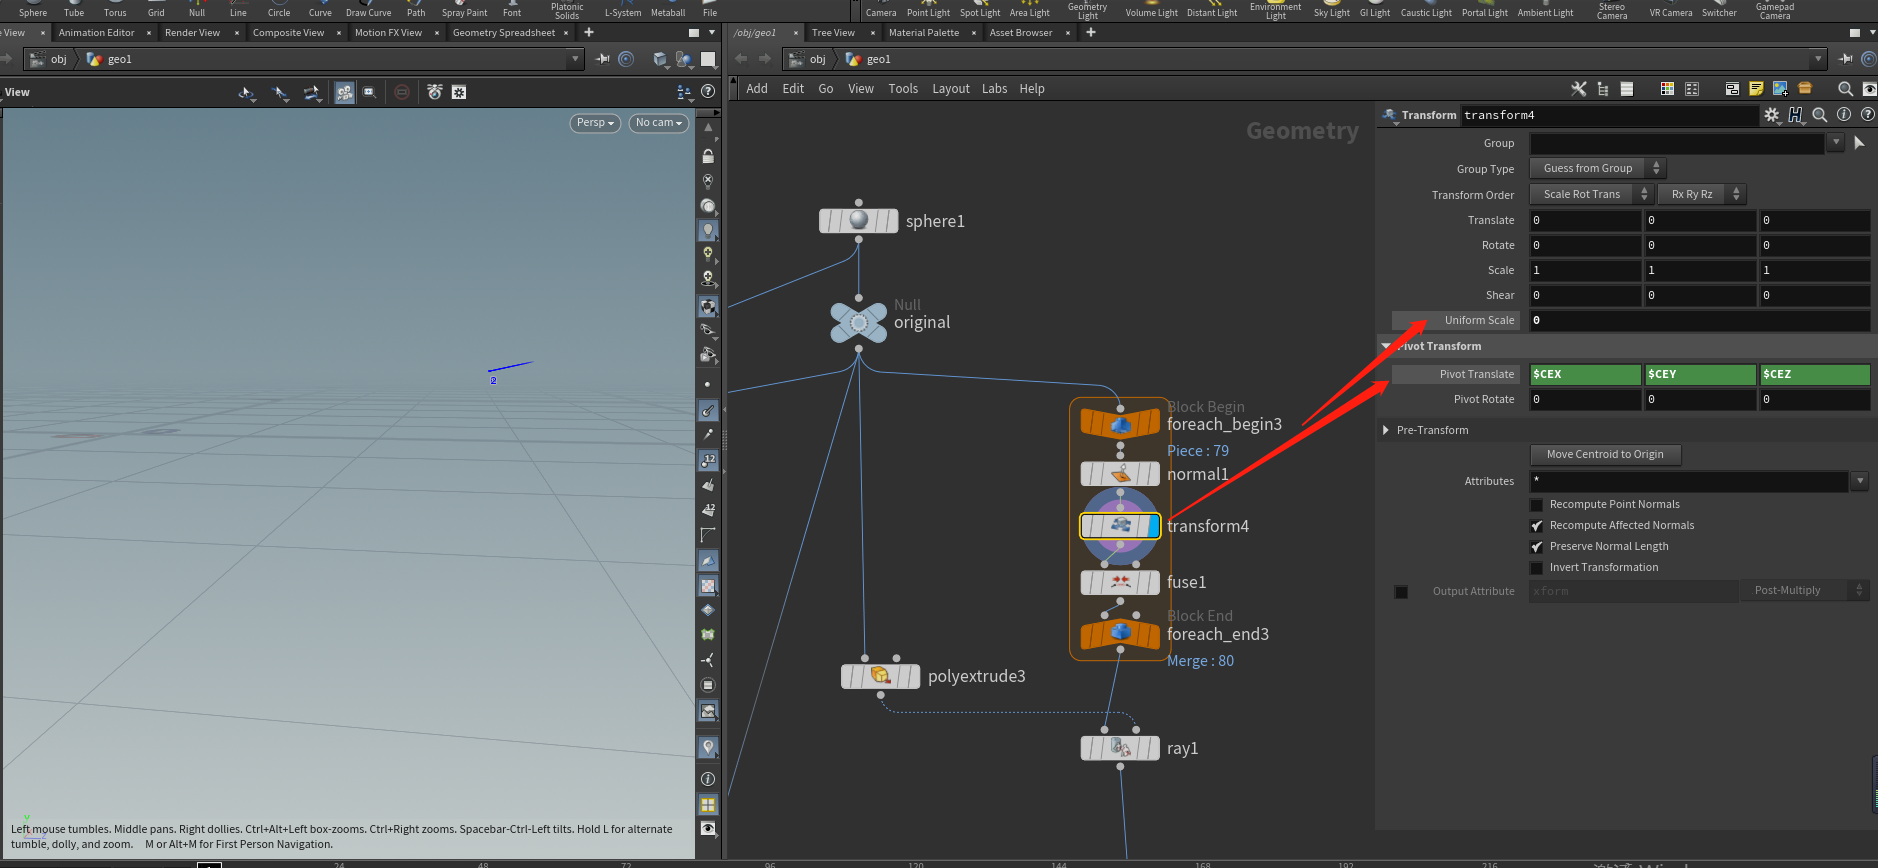 Sphere Tube Torus Grid Null Line Circle Curve Draw Curve Path Spray Paint Font Platonic Solids L-System Metaball File
Camera Point Light Spot Light Area Light Geometry Light Volume Light Distant Light Environment Light Sky Light GI Light Caustic Light Portal Light Ambient Light Stereo Camera VR Camera Switcher Gamepad Camera
View × Animation Editor × Render View × Composite View × Motion FX View × Geometry Spreadsheet × +
/obj/geo1 × Tree View × Material Palette × Asset Browser × +
obj geo1
obj geo1
View
Add Edit Go View Tools Layout Labs Help
Persp No cam
Geometry
Transform transform4
Group
Group Type Guess from Group
Transform Order Scale Rot Trans Rx Ry Rz
Translate 0 0 0
Rotate 0 0 0
Scale 1 1 1
Shear 0 0 0
Uniform Scale 0
Pivot Transform
Pivot Translate $CEX $CEY $CEZ
Pivot Rotate 0 0 0
Pre-Transform
Move Centroid to Origin
Attributes *
Recompute Point Normals
Recompute Affected Normals
Preserve Normal Length
Invert Transformation
Output Attribute xform Post-Multiply
sphere1
Null
original
Block Begin
foreach_begin3
Piece : 79
normal1
transform4
fuse1
Block End
foreach_end3
Merge : 80
polyextrude3
ray1
2
12
12
Left mouse tumbles. Middle pans. Right dollies. Ctrl+Alt+Left box-zooms. Ctrl+Right zooms. Spacebar-Ctrl-Left tilts. Hold L for alternate
tumble, dolly, and zoom. M or Alt+M for First Person Navigation.
24 48 72 96 120 144 168 192 216